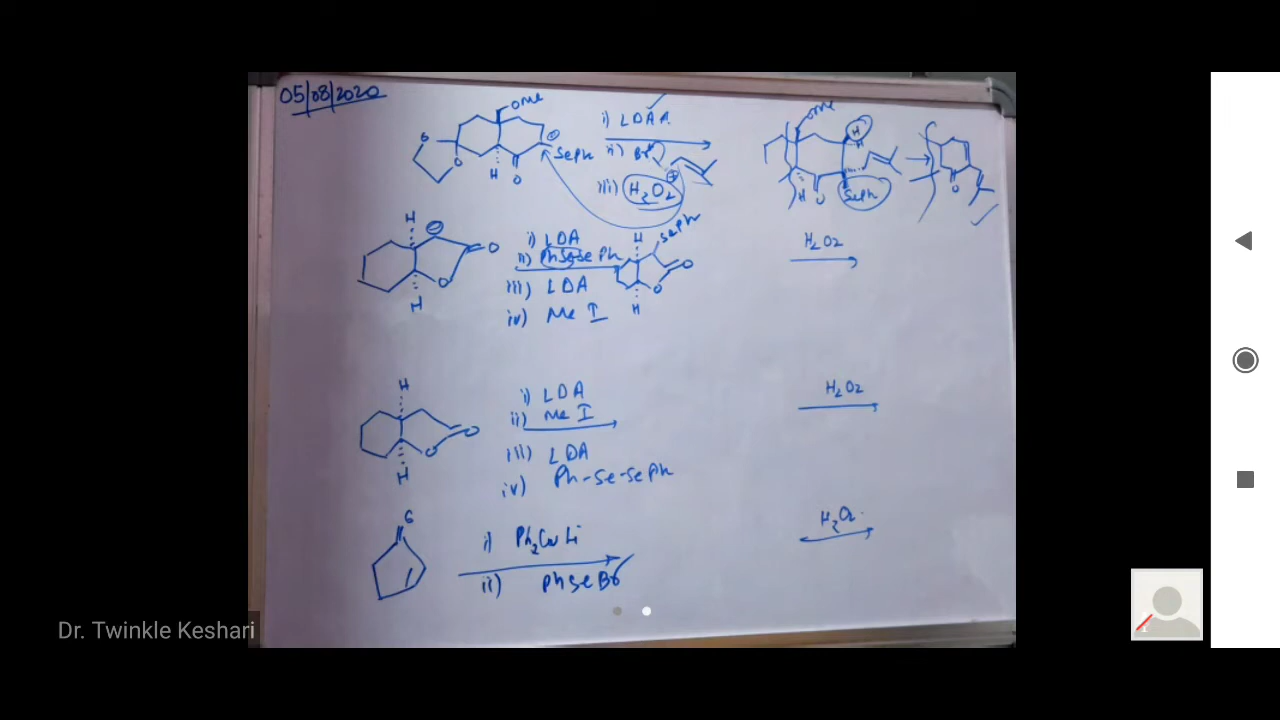 05/08/2020
OMe
i) LDA
OMe
H
O
SePh
ii) Br
O
H
O
iii) H2O2
H
O
SePh
O
H
SePh
i) LDA
H
H2O2
O
ii) PhSeSePh
O
O
iii) LDA
O
H
iv) MeI
H
H
i) LDA
H2O2
ii) MeI
O
O
iii) LDA
H
iv) Ph-Se-SePh
O
i) Ph2CuLi
H2O2
ii) PhSeBr
Dr. Twinkle Keshari